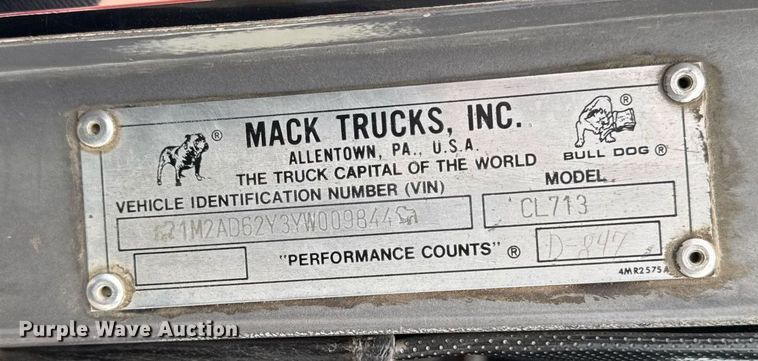 MACK TRUCKS, INC.
ALLENTOWN, PA., U.S.A.
THE TRUCK CAPITAL OF THE WORLD
® BULL DOG ®
VEHICLE IDENTIFICATION NUMBER (VIN)
MODEL
1M2AD62Y3YW009844
CL713
"PERFORMANCE COUNTS" ®
D-847
4MR2575A
Purple Wave Auction